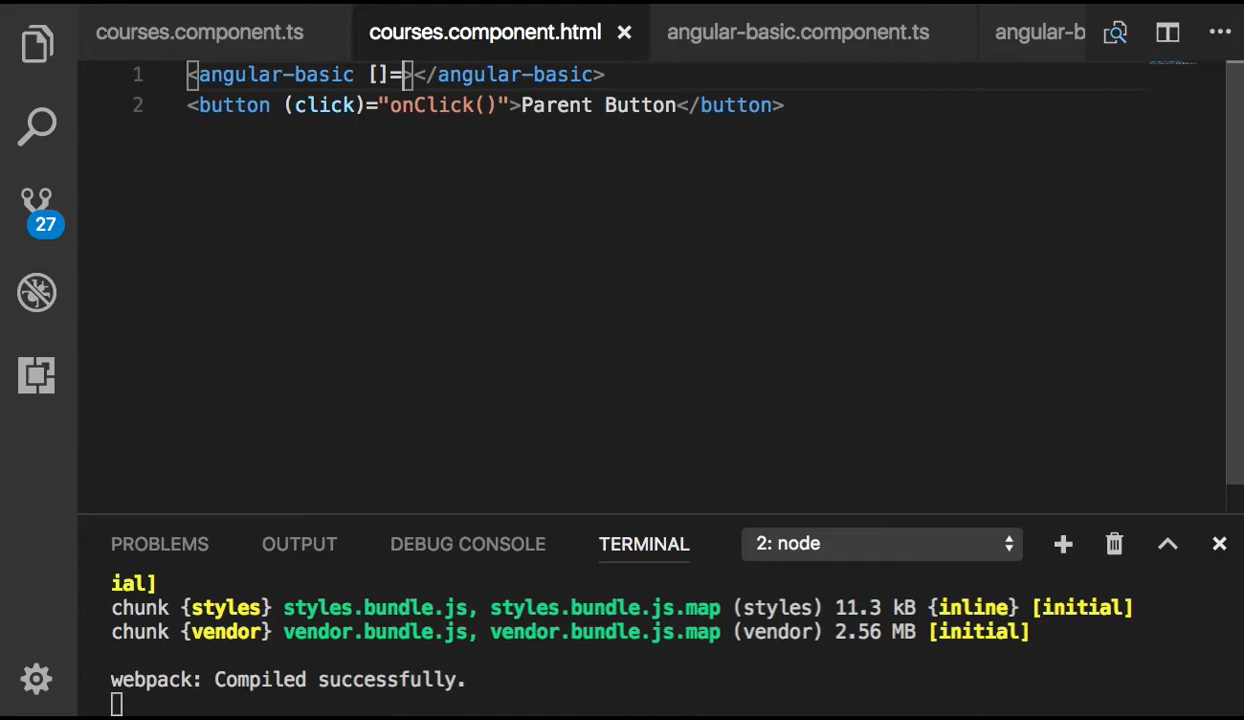 courses.component.ts courses.component.html angular-basic.component.ts angular-b
1 <angular-basic []=></angular-basic>
2 <button (click)="onClick()">Parent Button</button>
27
PROBLEMS OUTPUT DEBUG CONSOLE TERMINAL 2: node
ial]
chunk {styles} styles.bundle.js, styles.bundle.js.map (styles) 11.3 kB {inline} [initial]
chunk {vendor} vendor.bundle.js, vendor.bundle.js.map (vendor) 2.56 MB [initial]
webpack: Compiled successfully.